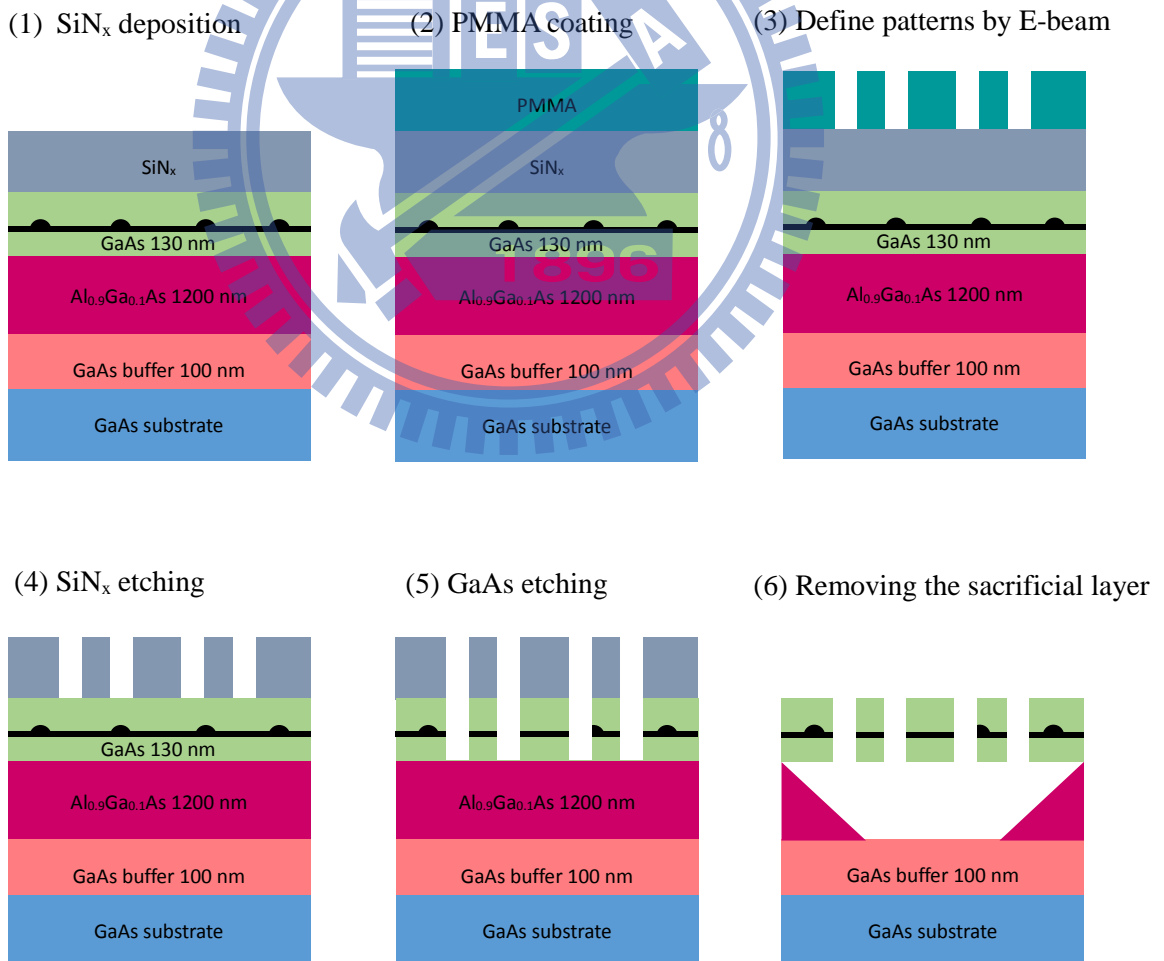 (1) SiNₓ deposition
(2) PMMA coating
(3) Define patterns by E-beam
SiNₓ
GaAs 130 nm
Al₀.₉Ga₀.₁As 1200 nm
GaAs buffer 100 nm
GaAs substrate
ESA
PMMA
SiNₓ
GaAs 130 nm
1896
Al₀.₉Ga₀.₁As 1200 nm
GaAs buffer 100 nm
GaAs substrate
GaAs 130 nm
Al₀.₉Ga₀.₁As 1200 nm
GaAs buffer 100 nm
GaAs substrate
(4) SiNₓ etching
(5) GaAs etching
(6) Removing the sacrificial layer
GaAs 130 nm
Al₀.₉Ga₀.₁As 1200 nm
GaAs buffer 100 nm
GaAs substrate
Al₀.₉Ga₀.₁As 1200 nm
GaAs buffer 100 nm
GaAs substrate
GaAs buffer 100 nm
GaAs substrate